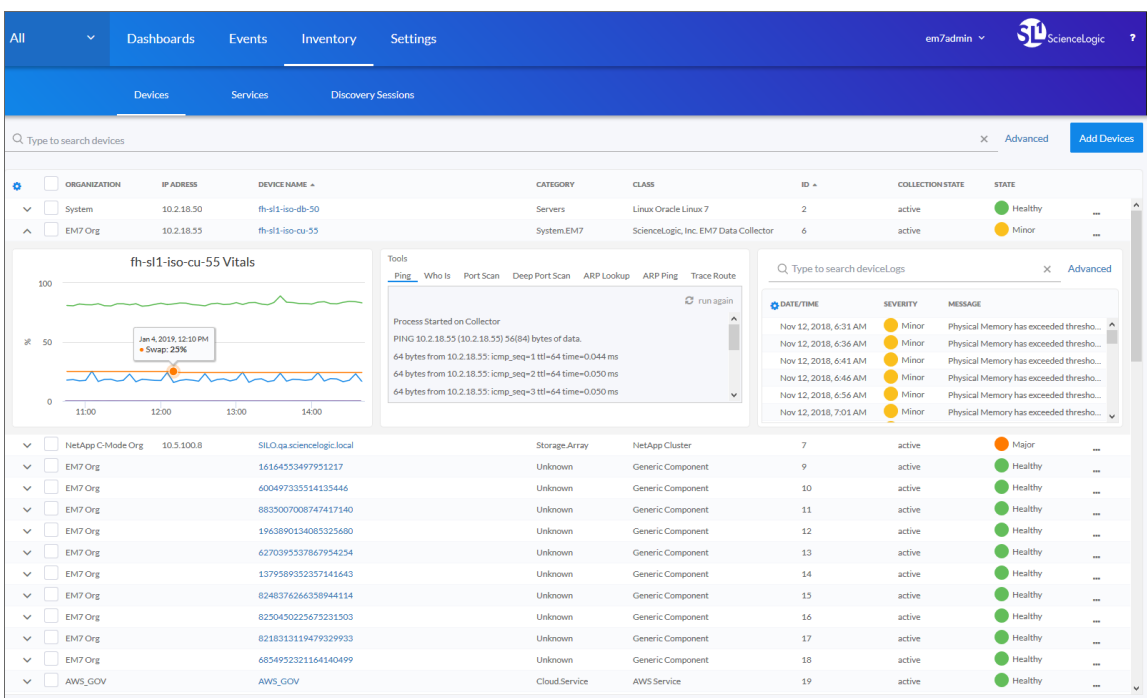 All Dashboards Events Inventory Settings em7admin SL1 ScienceLogic ?
Devices Services Discovery Sessions
Type to search devices Advanced Add Devices
ORGANIZATION IP ADRESS DEVICE NAME CATEGORY CLASS ID COLLECTION STATE STATE
System 10.2.18.50 fh-sl1-iso-db-50 Servers Linux Oracle Linux 7 2 active Healthy ...
EM7 Org 10.2.18.55 fh-sl1-iso-cu-55 System.EM7 ScienceLogic, Inc. EM7 Data Collector 6 active Minor ...
fh-sl1-iso-cu-55 Vitals
100
%
50
0
Jan 4, 2019, 12:10 PM
Swap: 25%
11:00 12:00 13:00 14:00
Tools
Ping Who Is Port Scan Deep Port Scan ARP Lookup ARP Ping Trace Route
run again
Process Started on Collector
PING 10.2.18.55 (10.2.18.55) 56(84) bytes of data.
64 bytes from 10.2.18.55: icmp_seq=1 ttl=64 time=0.044 ms
64 bytes from 10.2.18.55: icmp_seq=2 ttl=64 time=0.050 ms
64 bytes from 10.2.18.55: icmp_seq=3 ttl=64 time=0.050 ms
Type to search deviceLogs Advanced
DATE/TIME SEVERITY MESSAGE
Nov 12, 2018, 6:31 AM Minor Physical Memory has exceeded thresho...
Nov 12, 2018, 6:36 AM Minor Physical Memory has exceeded thresho...
Nov 12, 2018, 6:41 AM Minor Physical Memory has exceeded thresho...
Nov 12, 2018, 6:46 AM Minor Physical Memory has exceeded thresho...
Nov 12, 2018, 6:56 AM Minor Physical Memory has exceeded thresho...
Nov 12, 2018, 7:01 AM Minor Physical Memory has exceeded thresho...
NetApp C-Mode Org 10.5.100.8 SILO.qa.sciencelogic.local Storage.Array NetApp Cluster 7 active Major ...
EM7 Org 16164553497951217 Unknown Generic Component 9 active Healthy ...
EM7 Org 600497335514135446 Unknown Generic Component 10 active Healthy ...
EM7 Org 8835007008747417140 Unknown Generic Component 11 active Healthy ...
EM7 Org 1963890134085325680 Unknown Generic Component 12 active Healthy ...
EM7 Org 6270395537867954254 Unknown Generic Component 13 active Healthy ...
EM7 Org 1379589352357141643 Unknown Generic Component 14 active Healthy ...
EM7 Org 8248376266358944114 Unknown Generic Component 15 active Healthy ...
EM7 Org 8250450225675231503 Unknown Generic Component 16 active Healthy ...
EM7 Org 8218313119479329933 Unknown Generic Component 17 active Healthy ...
EM7 Org 6854952321164140499 Unknown Generic Component 18 active Healthy ...
AWS_GOV AWS_GOV Cloud.Service AWS Service 19 active Healthy ...